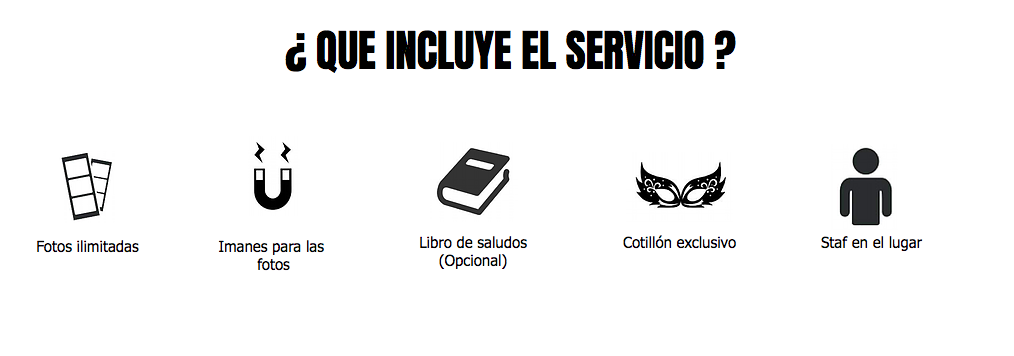 ¿ QUE INCLUYE EL SERVICIO ?
Fotos ilimitadas
Imanes para las
fotos
Libro de saludos
(Opcional)
Cotillón exclusivo
Staf en el lugar